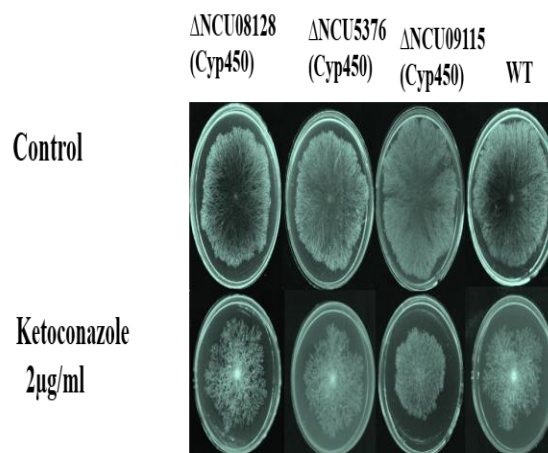 ΔNCU08128
(Cyp450)
ΔNCU5376
(Cyp450)
ΔNCU09115
(Cyp450)
WT
Control
Ketoconazole
2µg/ml